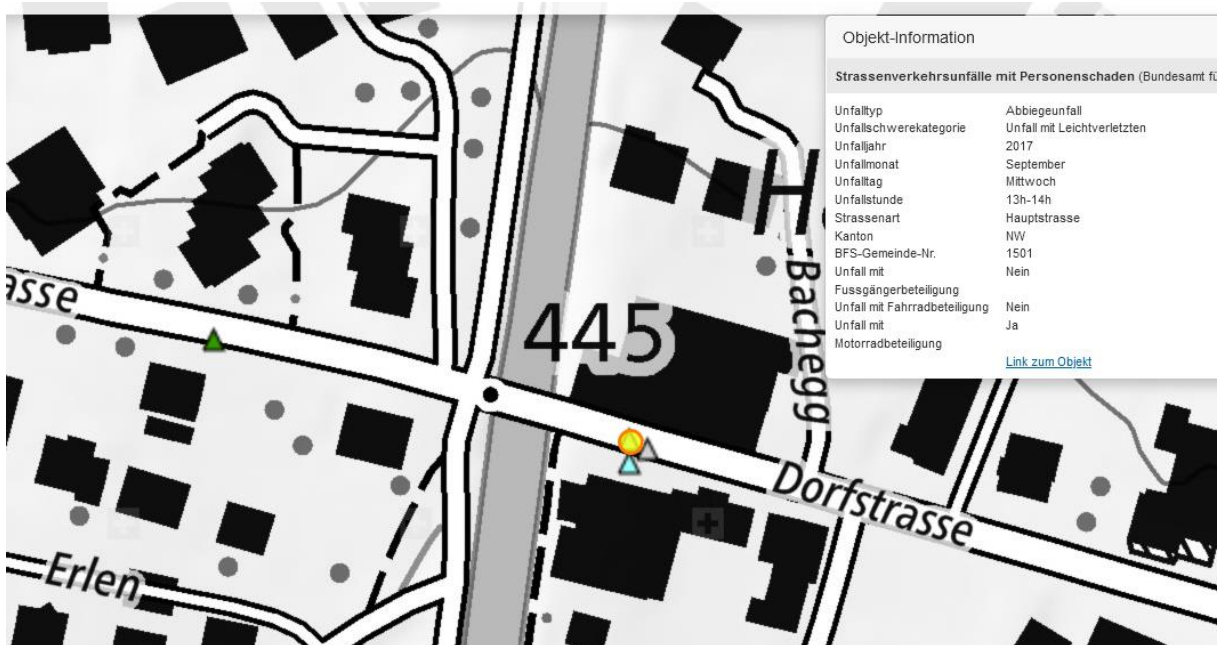 Objekt-Information
Strassenverkehrsunfälle mit Personenschaden (Bundesamt fü
Unfalltyp Abbiegeunfall
Unfallschwerekategorie Unfall mit Leichtverletzten
Unfalljahr 2017
Unfallmonat September
Unfalltag Mittwoch
Unfallstunde 13h-14h
Strassenart Hauptstrasse
Kanton NW
BFS-Gemeinde-Nr. 1501
Unfall mit Nein
Fussgängerbeteiligung
Unfall mit Fahrradbeteiligung Nein
Unfall mit Ja
Motorradbeteiligung
Link zum Objekt
asse
445
Bachegg
Dorfstrasse
Erlen